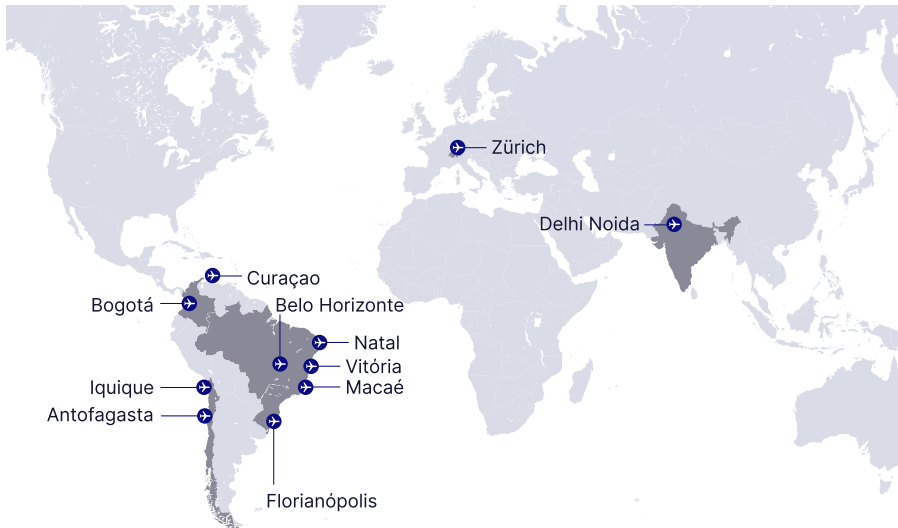 Zürich
Delhi Noida
Curaçao
Bogotá
Belo Horizonte
Natal
Vitória
Iquique
Macaé
Antofagasta
Florianópolis